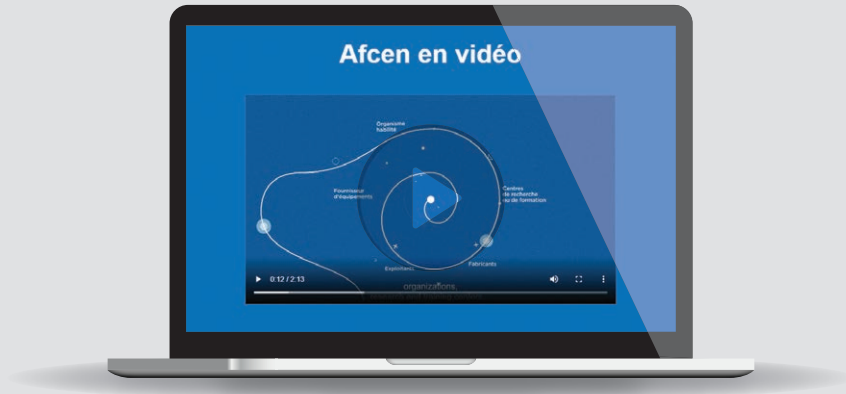 Afcen en vidéo
Organisme
habilité
Fournisseur
d'équipements
Centres
de recherche
ou de formation
Exploitants
Fabricants
0:12 / 2:13
organizations,